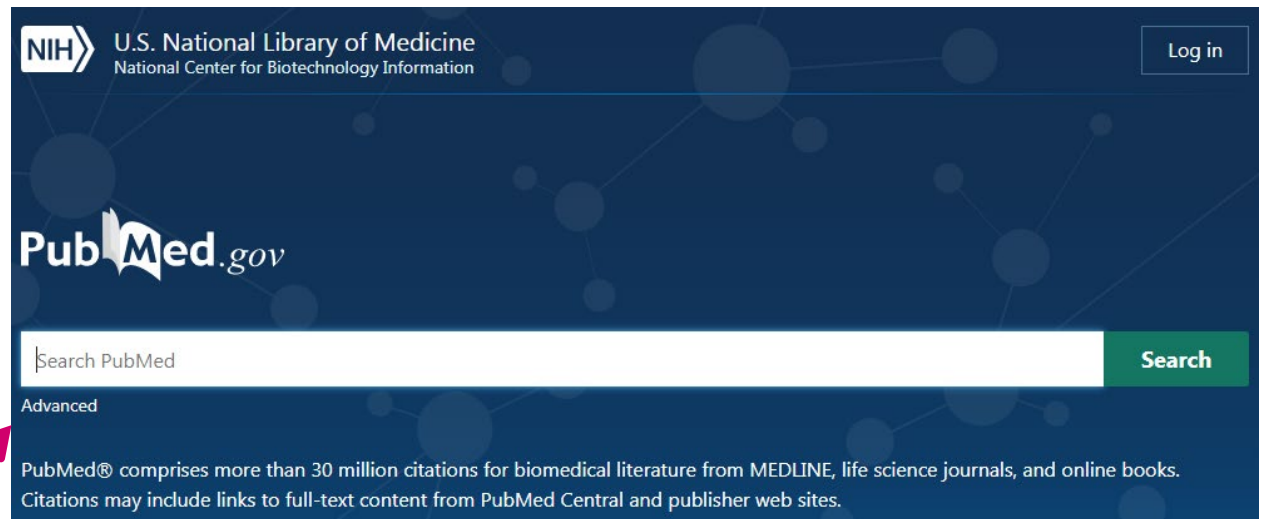 NIH
U.S. National Library of Medicine
National Center for Biotechnology Information
Log in
PubMed.gov
Search PubMed
Search
Advanced
PubMed® comprises more than 30 million citations for biomedical literature from MEDLINE, life science journals, and online books.
Citations may include links to full-text content from PubMed Central and publisher web sites.